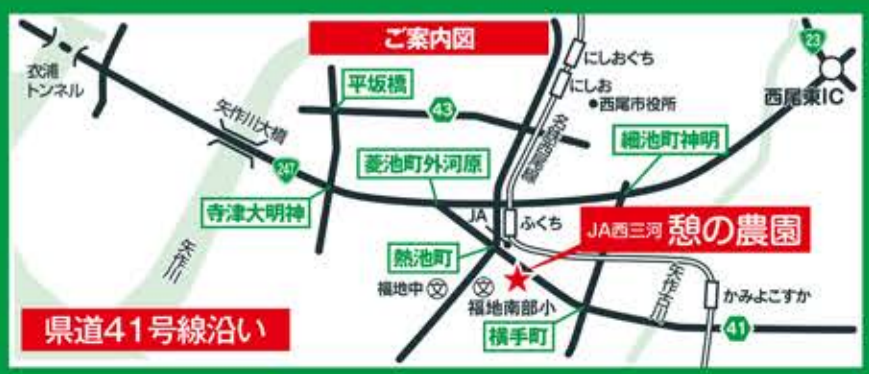 ご案内図
23
衣浦
トンネル
平坂橋
にしおぐち
にしお
西尾市役所
西尾東IC
43
矢作川大橋
名鉄西尾線
細池町神明
菱池町外河原
247
寺津大明神
JA
ふくち
JA西三河 憩の農園
熱池町
矢作川
福地中
文
文
福地南部小
矢作古川
かみよこすか
県道41号線沿い
横手町
41